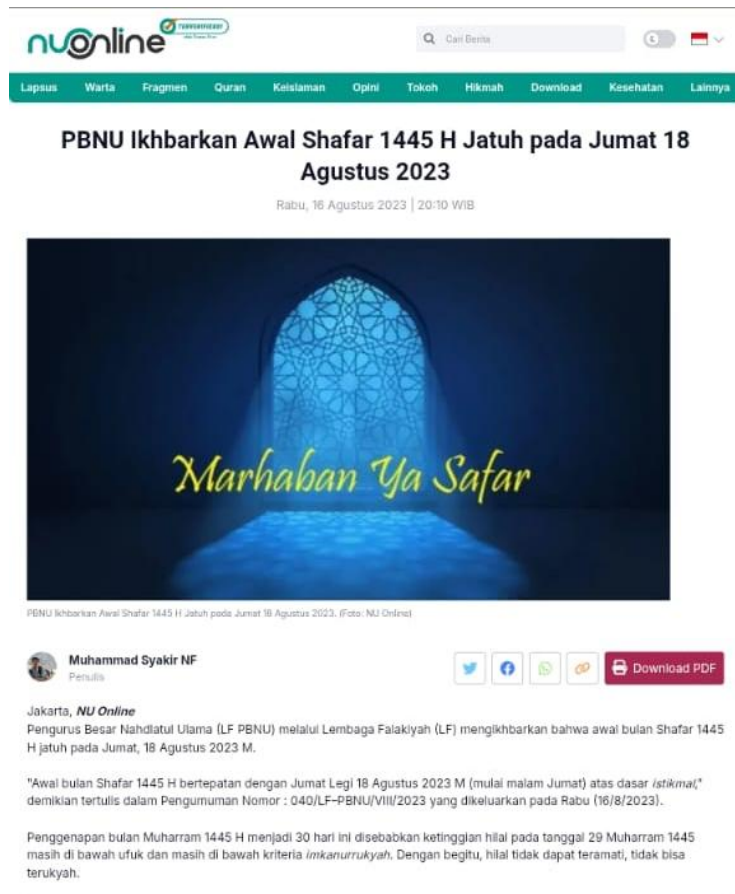 nuonline
TERVERIFIKASI
Cari Berita
Lapsus Warta Fragmen Quran Keislaman Opini Tokoh Hikmah Download Kesehatan Lainnya
PBNU Ikhbarkan Awal Shafar 1445 H Jatuh pada Jumat 18
Agustus 2023
Rabu, 16 Agustus 2023 | 20:10 WIB
Marhaban Ya Safar
PBNU Ikhbarkan Awal Shafar 1445 H Jatuh pada Jumat 18 Agustus 2023. (Foto: NU Online)
Muhammad Syakir NF
Penulis
Download PDF
Jakarta, NU Online
Pengurus Besar Nahdlatul Ulama (LF PBNU) melalui Lembaga Falakiyah (LF) mengikhbarkan bahwa awal bulan Shafar 1445
H jatuh pada Jumat, 18 Agustus 2023 M.
"Awal bulan Shafar 1445 H bertepatan dengan Jumat Legi 18 Agustus 2023 M (mulai malam Jumat) atas dasar istikmal,"
demikian tertulis dalam Pengumuman Nomor : 040/LF–PBNU/VIII/2023 yang dikeluarkan pada Rabu (16/8/2023).
Penggenapan bulan Muharram 1445 H menjadi 30 hari ini disebabkan ketinggian hilal pada tanggal 29 Muharram 1445
masih di bawah ufuk dan masih di bawah kriteria imkanurrukyah. Dengan begitu, hilal tidak dapat teramati, tidak bisa
terukyah.